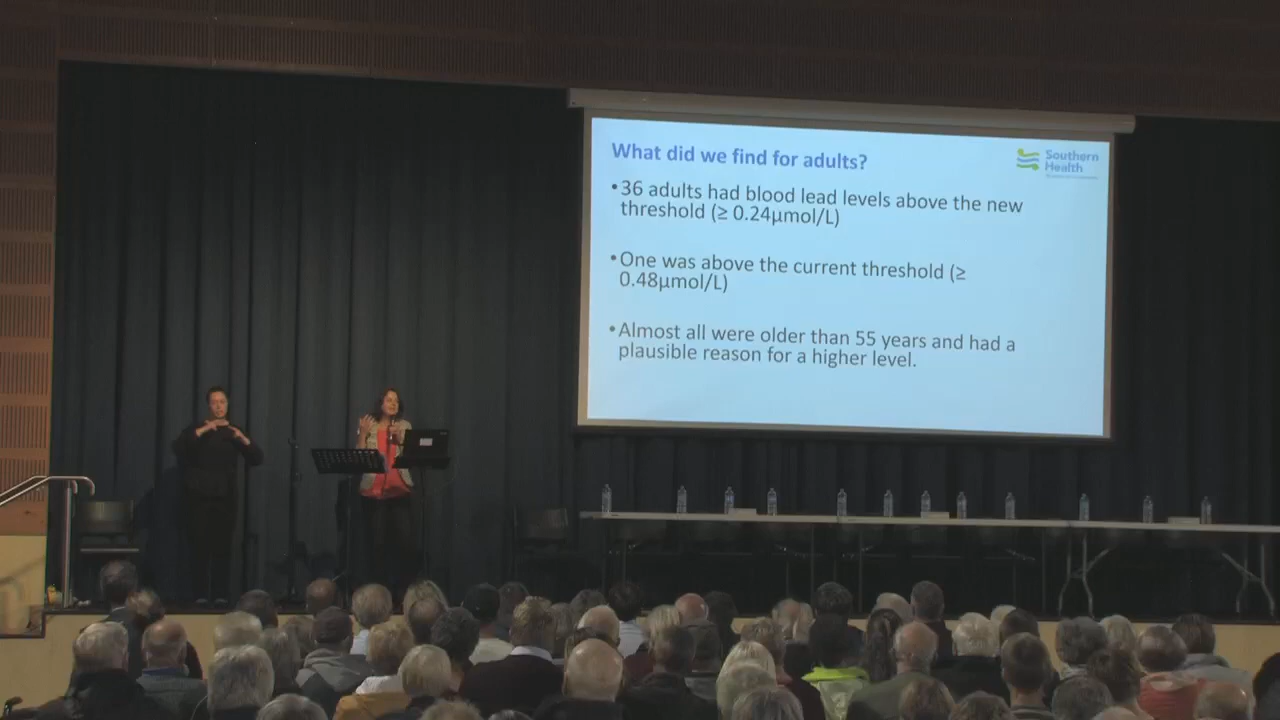 What did we find for adults?
Southern
Health
•36 adults had blood lead levels above the new
threshold (≥ 0.24µmol/L)
•One was above the current threshold (≥
0.48µmol/L)
•Almost all were older than 55 years and had a
plausible reason for a higher level.